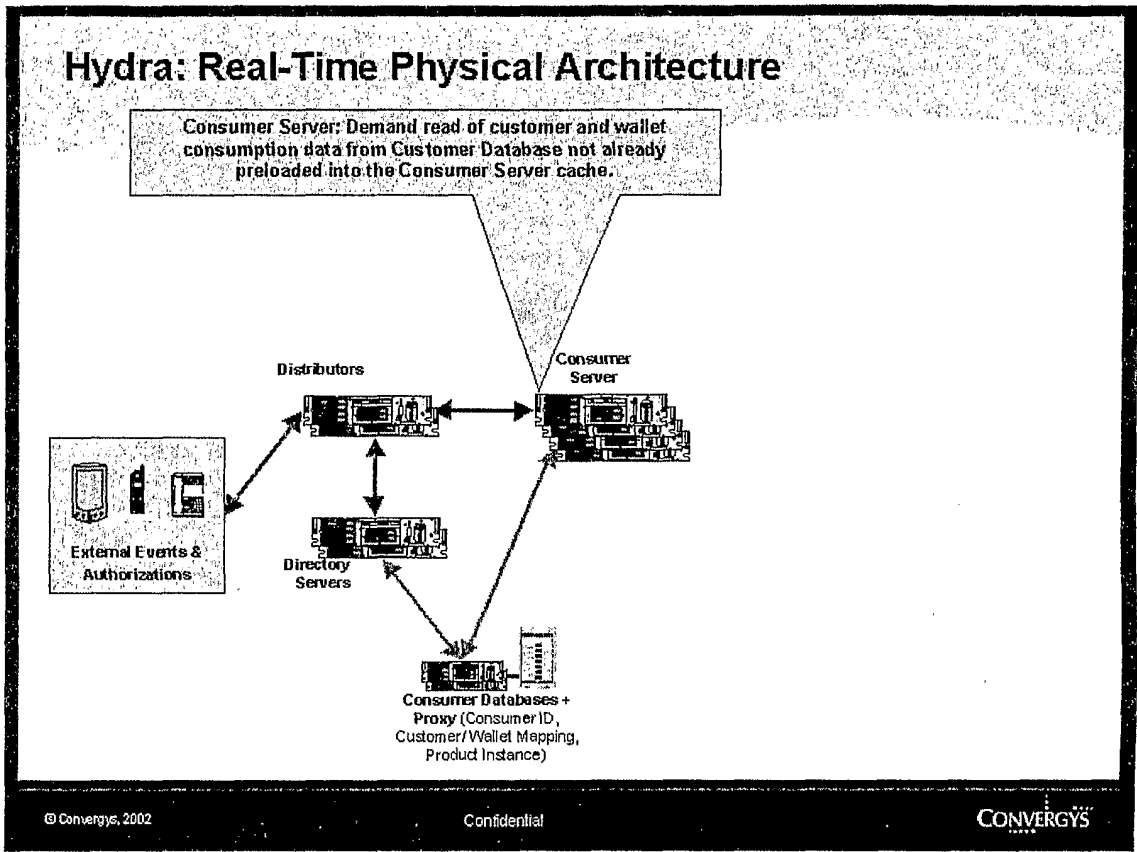 Hydra: Real-Time Physical Architecture
Consumer Server: Demand read of customer and wallet
consumption data from Customer Database not already
preloaded into the Consumer Server cache.
Distributors
Consumer
Server
External Events &
Authorizations
Directory
Servers
Consumer Databases +
Proxy (Consumer ID,
Customer/Wallet Mapping,
Product Instance)
© Convergys, 2002
Confidential
CONVERGYS